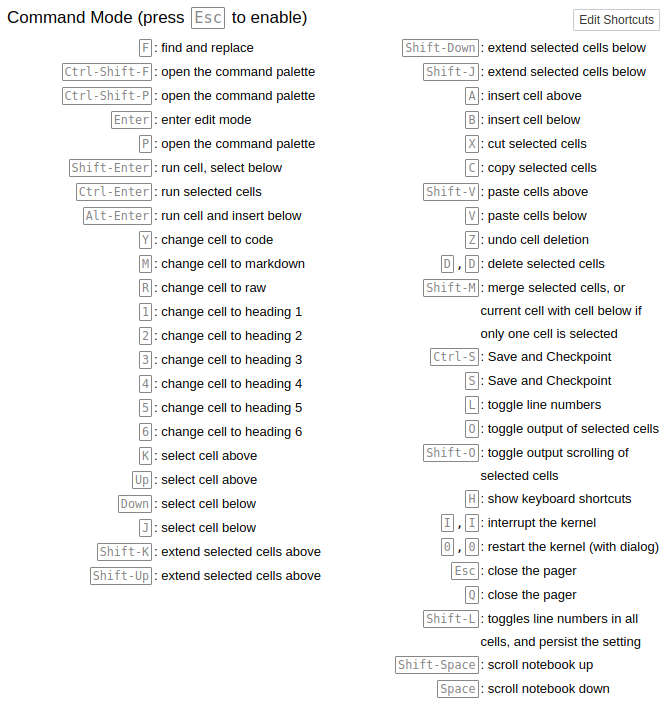 Command Mode (press Esc to enable)
Edit Shortcuts
F : find and replace
Ctrl-Shift-F : open the command palette
Ctrl-Shift-P : open the command palette
Enter : enter edit mode
P : open the command palette
Shift-Enter : run cell, select below
Ctrl-Enter : run selected cells
Alt-Enter : run cell and insert below
Y : change cell to code
M : change cell to markdown
R : change cell to raw
1 : change cell to heading 1
2 : change cell to heading 2
3 : change cell to heading 3
4 : change cell to heading 4
5 : change cell to heading 5
6 : change cell to heading 6
K : select cell above
Up : select cell above
Down : select cell below
J : select cell below
Shift-K : extend selected cells above
Shift-Up : extend selected cells above
Shift-Down : extend selected cells below
Shift-J : extend selected cells below
A : insert cell above
B : insert cell below
X : cut selected cells
C : copy selected cells
Shift-V : paste cells above
V : paste cells below
Z : undo cell deletion
D , D : delete selected cells
Shift-M : merge selected cells, or
current cell with cell below if
only one cell is selected
Ctrl-S : Save and Checkpoint
S : Save and Checkpoint
L : toggle line numbers
O : toggle output of selected cells
Shift-O : toggle output scrolling of
selected cells
H : show keyboard shortcuts
I , I : interrupt the kernel
0 , 0 : restart the kernel (with dialog)
Esc : close the pager
Q : close the pager
Shift-L : toggles line numbers in all
cells, and persist the setting
Shift-Space : scroll notebook up
Space : scroll notebook down